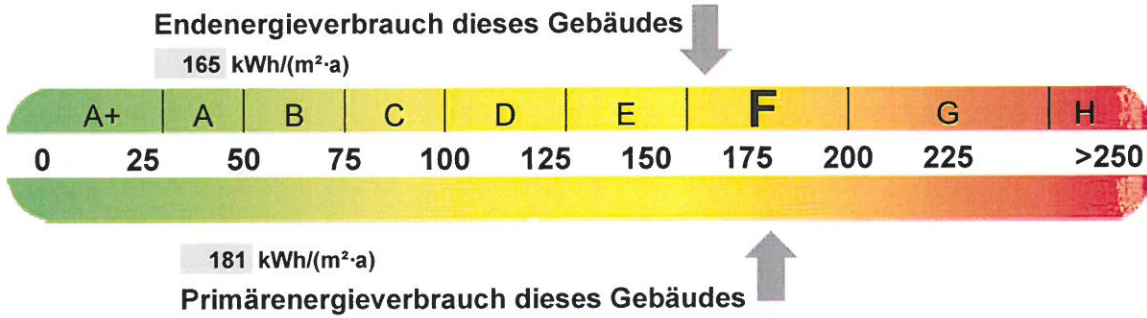 Endenergieverbrauch dieses Gebäudes
165 kWh/(m²·a)
A+ A B C D E F G H
0 25 50 75 100 125 150 175 200 225 >250
181 kWh/(m²·a)
Primärenergieverbrauch dieses Gebäudes